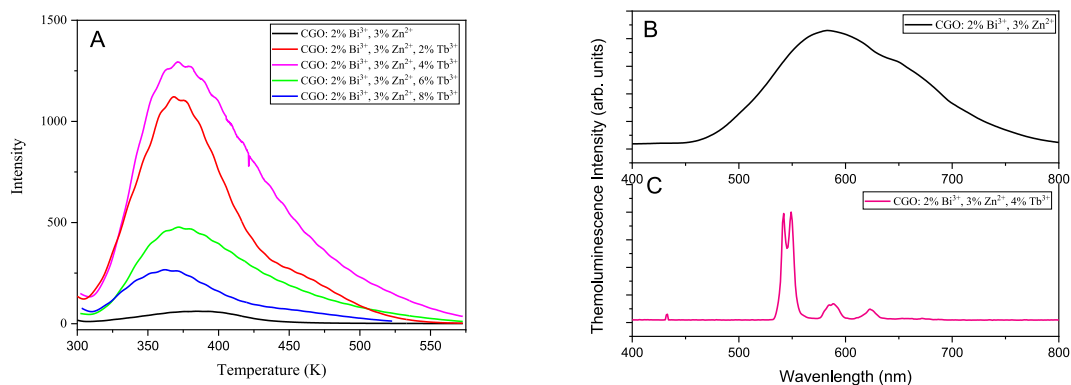 A
CGO: 2% Bi³⁺, 3% Zn²⁺
CGO: 2% Bi³⁺, 3% Zn²⁺, 2% Tb³⁺
CGO: 2% Bi³⁺, 3% Zn²⁺, 4% Tb³⁺
CGO: 2% Bi³⁺, 3% Zn²⁺, 6% Tb³⁺
CGO: 2% Bi³⁺, 3% Zn²⁺, 8% Tb³⁺
1500
1000
500
0
Intensity
300 350 400 450 500 550
Temperature (K)
B
CGO: 2% Bi³⁺, 3% Zn²⁺
400 500 600 700 800
C
CGO: 2% Bi³⁺, 3% Zn²⁺, 4% Tb³⁺
Themoluminescence Intensity (arb. units)
400 500 600 700 800
Wavelength (nm)